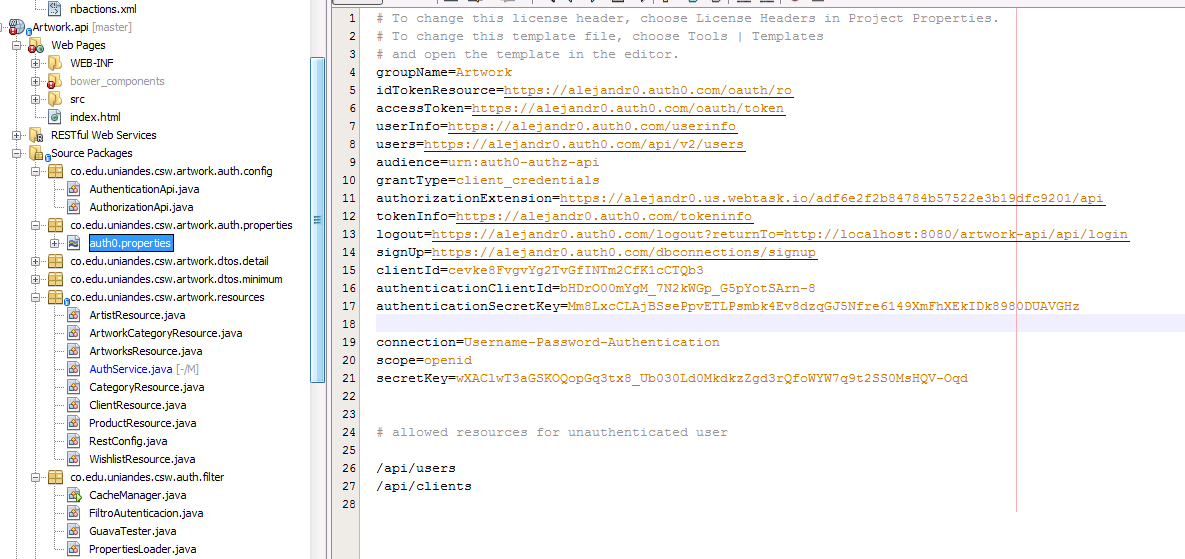 nbactions.xml
Artwork.api [master]
Web Pages
WEB-INF
bower_components
src
index.html
RESTful Web Services
Source Packages
co.edu.uniandes.csw.artwork.auth.config
AuthenticationApi.java
AuthorizationApi.java
co.edu.uniandes.csw.artwork.auth.properties
auth0.properties
co.edu.uniandes.csw.artwork.dtos.detail
co.edu.uniandes.csw.artwork.dtos.minimum
co.edu.uniandes.csw.artwork.resources
ArtistResource.java
ArtworkCategoryResource.java
ArtworksResource.java
AuthService.java [-/M]
CategoryResource.java
ClientResource.java
ProductResource.java
RestConfig.java
WishlistResource.java
co.edu.uniandes.csw.auth.filter
CacheManager.java
FiltroAutenticacion.java
GuavaTester.java
PropertiesLoader.java
1 # To change this license header, choose License Headers in Project Properties.
2 # To change this template file, choose Tools | Templates
3 # and open the template in the editor.
4 groupName=Artwork
5 idTokenResource=https://alejandr0.auth0.com/oauth/ro
6 accessToken=https://alejandr0.auth0.com/oauth/token
7 userInfo=https://alejandr0.auth0.com/userinfo
8 users=https://alejandr0.auth0.com/api/v2/users
9 audience=urn:auth0-authz-api
10 grantType=client_credentials
11 authorizationExtension=https://alejandr0.us.webtask.io/adf6e2f2b84784b57522e3b19dfc9201/api
12 tokenInfo=https://alejandr0.auth0.com/tokeninfo
13 logout=https://alejandr0.auth0.com/logout?returnTo=http://localhost:8080/artwork-api/api/login
14 signUp=https://alejandr0.auth0.com/dbconnections/signup
15 clientId=cevke8FvgvYg2TvGfINTm2CfK1cCTQb3
16 authenticationClientId=bHDrO00mYgM_7N2kWGp_G5pYotSArn-8
17 authenticationSecretKey=Mm8LxcCLAjBSsePpvETLPsmbk4Ev8dzqGJ5Nfre6149XmFhXEkIDk8980DUAVGHz
18
19 connection=Username-Password-Authentication
20 scope=openid
21 secretKey=wXAClwT3aGSKOQopGq3tx8_Ub030Ld0MkdkzZgd3rQfoWYW7q9t2SS0MsHQV-Oqd
22
23
24 # allowed resources for unauthenticated user
25
26 /api/users
27 /api/clients
28